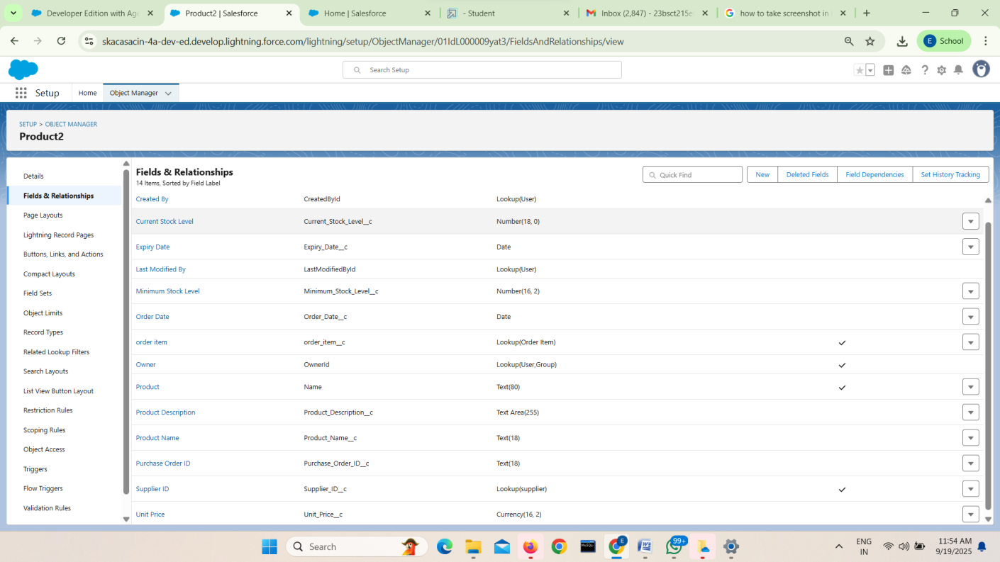 Developer Edition with Age
Product2 | Salesforce
Home | Salesforce
- Student
Inbox (2,847) - 23bsct215e
how to take screenshot in
skacasacin-4a-dev-ed.develop.lightning.force.com/lightning/setup/ObjectManager/01IdL000009yat3/FieldsAndRelationships/view
E School
Search Setup
Setup
Home
Object Manager
SETUP > OBJECT MANAGER
Product2
Details
Fields & Relationships
Page Layouts
Lightning Record Pages
Buttons, Links, and Actions
Compact Layouts
Field Sets
Object Limits
Record Types
Related Lookup Filters
Search Layouts
List View Button Layout
Restriction Rules
Scoping Rules
Object Access
Triggers
Flow Triggers
Validation Rules
Fields & Relationships
14 Items, Sorted by Field Label
Quick Find
New
Deleted Fields
Field Dependencies
Set History Tracking
Created By CreatedById Lookup(User)
Current Stock Level Current_Stock_Level__c Number(18, 0)
Expiry Date Expiry_Date__c Date
Last Modified By LastModifiedById Lookup(User)
Minimum Stock Level Minimum_Stock_Level__c Number(16, 2)
Order Date Order_Date__c Date
order item order_item__c Lookup(Order Item)
Owner OwnerId Lookup(User,Group)
Product Name Text(80)
Product Description Product_Description__c Text Area(255)
Product Name Product_Name__c Text(18)
Purchase Order ID Purchase_Order_ID__c Text(18)
Supplier ID Supplier_ID__c Lookup(supplier)
Unit Price Unit_Price__c Currency(16, 2)
Search
MySQL
E
99+
ENG
IN
11:54 AM
9/19/2025